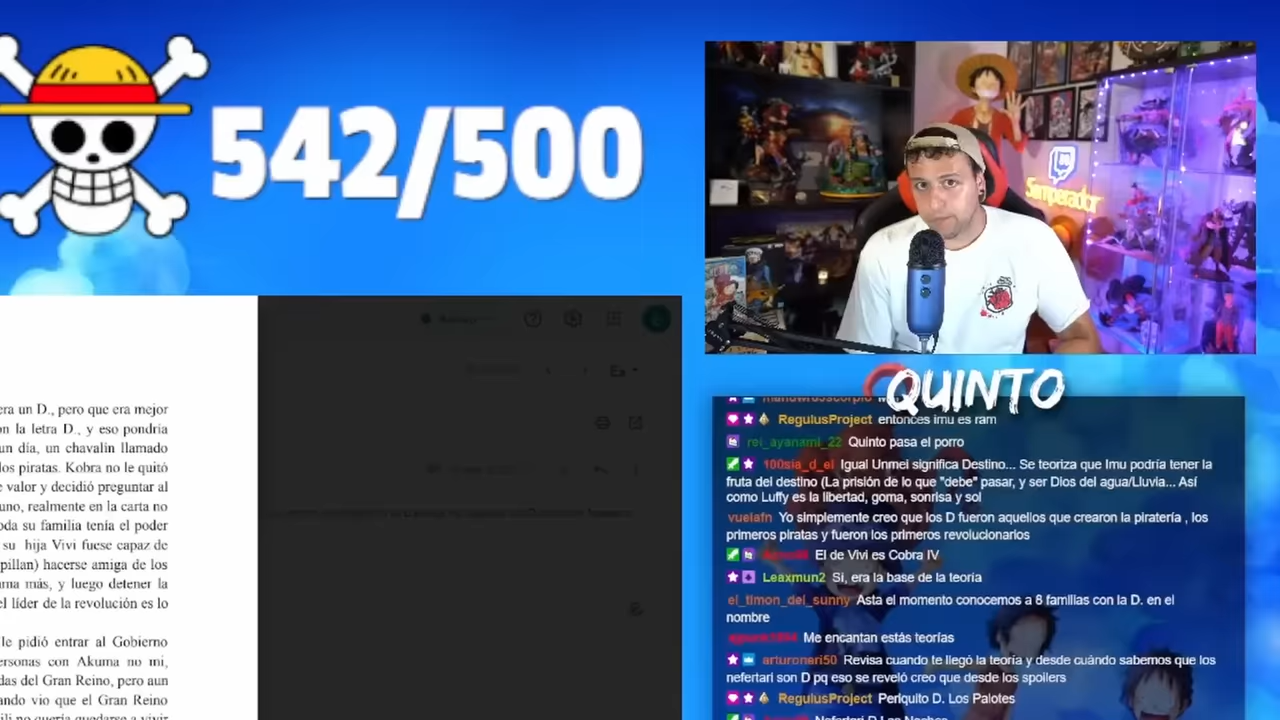 542/500
Sr.mperador
QUINTO
era un D., pero que era mejor
on la letra D., y eso pondría
un día, un chavalín llamado
los piratas. Kobra no le quitó
e valor y decidió preguntar al
uno, realmente en la carta no
oda su familia tenía el poder
su hija Vivi fuese capaz de
pillan) hacerse amiga de los
ama más, y luego detener la
el líder de la revolución es lo
le pidió entrar al Gobierno
ersonas con Akuma no mi,
das del Gran Reino, pero aun
ando vio que el Gran Reino
ili no quería quedarse a vivir
RegulusProject entonces imu es ram
rei_ayanami_22 Quinto pasa el porro
100sia_d_el Igual Unmei significa Destino... Se teoriza que Imu podría tener la
fruta del destino (La prisión de lo que "debe" pasar, y ser Dios del agua/Lluvia... Así
como Luffy es la libertad, goma, sonrisa y sol
vuelafn Yo simplemente creo que los D fueron aquellos que crearon la piratería , los
primeros piratas y fueron los primeros revolucionarios
El de Vivi es Cobra IV
Leaxmun2 Si, era la base de la teoría
el_timon_del_sunny Asta el momento conocemos a 8 familias con la D. en el
nombre
Me encantan estás teorías
arturoneri50 Revisa cuando te llegó la teoría y desde cuándo sabemos que los
nefertari son D pq eso se reveló creo que desde los spoilers
RegulusProject Periquito D. Los Palotes